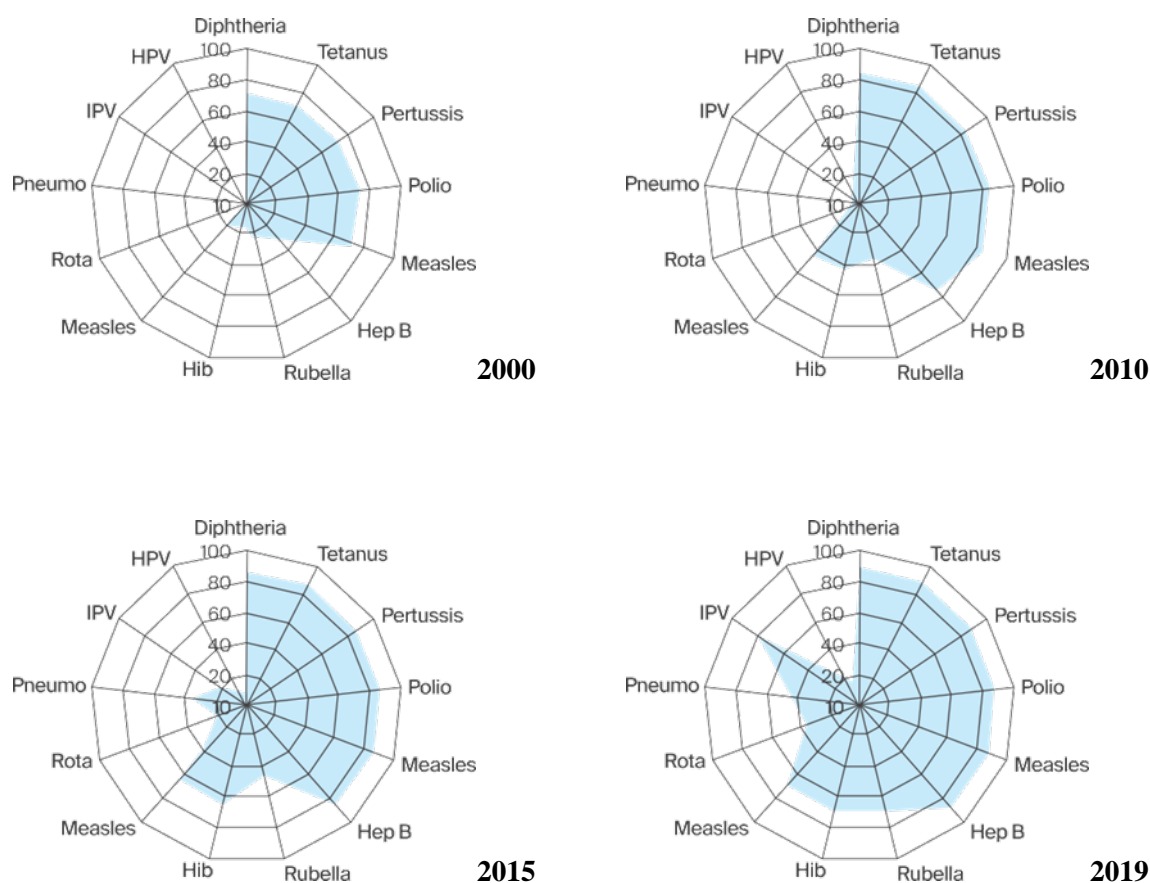 Diphtheria
100
HPV
Tetanus
80
IPV
60
Pertussis
40
20
Pneumo
10
Polio
Rota
Measles
Measles
Hep B
Hib
Rubella
2000
Diphtheria
100
HPV
Tetanus
80
IPV
60
Pertussis
40
20
Pneumo
10
Polio
Rota
Measles
Measles
Hep B
Hib
Rubella
2010
Diphtheria
100
HPV
Tetanus
80
IPV
60
Pertussis
40
20
Pneumo
10
Polio
Rota
Measles
Measles
Hep B
Hib
Rubella
2015
Diphtheria
100
HPV
Tetanus
80
IPV
60
Pertussis
40
20
Pneumo
10
Polio
Rota
Measles
Measles
Hep B
Hib
Rubella
2019